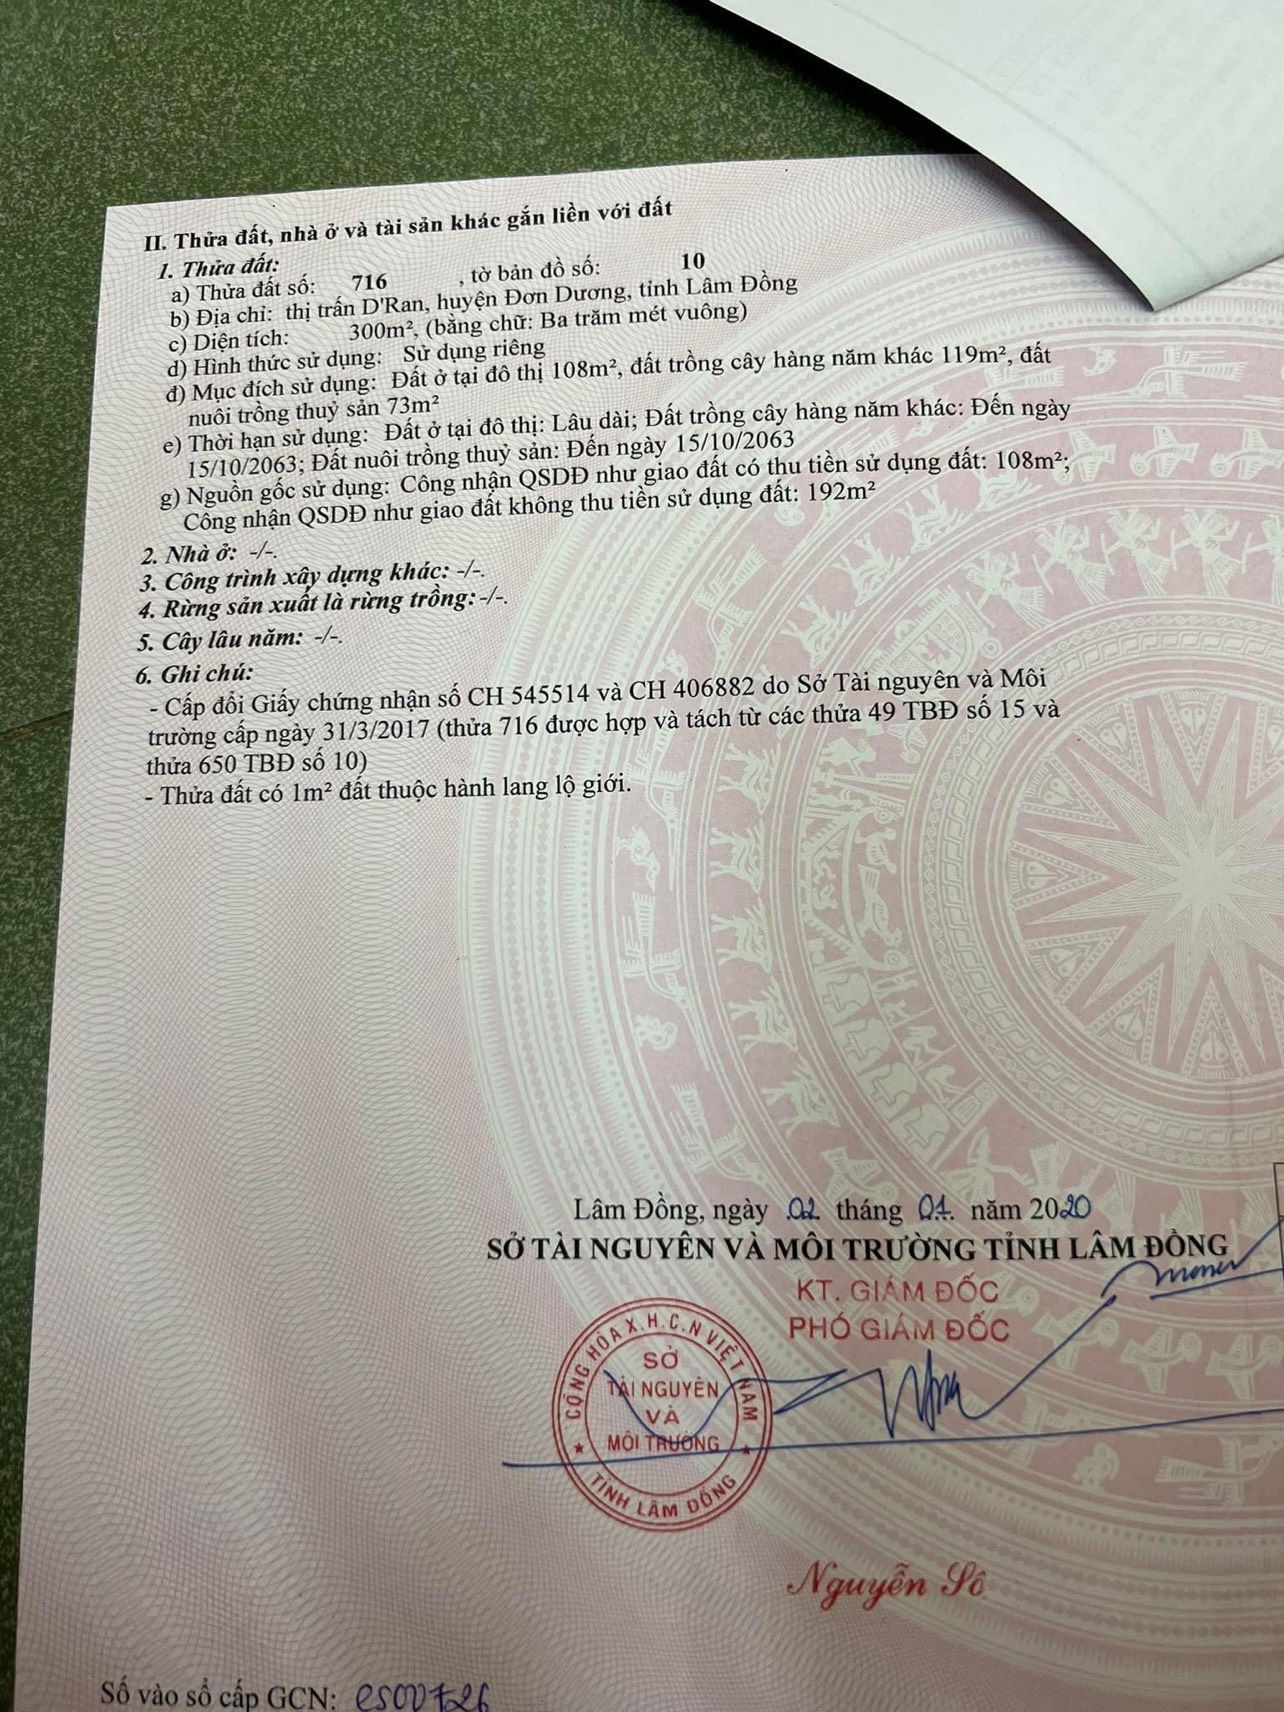 II. Thửa đất, nhà ở và tài sản khác gắn liền với đất
1. Thửa đất:
a) Thửa đất số: 716 , tờ bản đồ số: 10
b) Địa chỉ: thị trấn D'Ran, huyện Đơn Dương, tỉnh Lâm Đồng
c) Diện tích: 300m², (bằng chữ: Ba trăm mét vuông)
d) Hình thức sử dụng: Sử dụng riêng
đ) Mục đích sử dụng: Đất ở tại đô thị 108m², đất trồng cây hàng năm khác 119m², đất
nuôi trồng thuỷ sản 73m²
e) Thời hạn sử dụng: Đất ở tại đô thị: Lâu dài; Đất trồng cây hàng năm khác: Đến ngày
15/10/2063; Đất nuôi trồng thuỷ sản: Đến ngày 15/10/2063
g) Nguồn gốc sử dụng: Công nhận QSDĐ như giao đất có thu tiền sử dụng đất: 108m²;
Công nhận QSDĐ như giao đất không thu tiền sử dụng đất: 192m²
2. Nhà ở: -/-.
3. Công trình xây dựng khác: -/-.
4. Rừng sản xuất là rừng trồng: -/-.
5. Cây lâu năm: -/-.
6. Ghi chú:
- Cấp đổi Giấy chứng nhận số CH 545514 và CH 406882 do Sở Tài nguyên và Môi
trường cấp ngày 31/3/2017 (thửa 716 được hợp và tách từ các thửa 49 TBĐ số 15 và
thửa 650 TBĐ số 10)
- Thửa đất có 1m² đất thuộc hành lang lộ giới.
Lâm Đồng, ngày 02 tháng 01 năm 2020
SỞ TÀI NGUYÊN VÀ MÔI TRƯỜNG TỈNH LÂM ĐỒNG
KT. GIÁM ĐỐC
PHÓ GIÁM ĐỐC
CỘNG HÒA X.H.C.N VIỆT NAM
SỞ
TÀI NGUYÊN
VÀ
MÔI TRƯỜNG
TỈNH LÂM ĐỒNG
Nguyễn Sô
Số vào sổ cấp GCN: CS00726